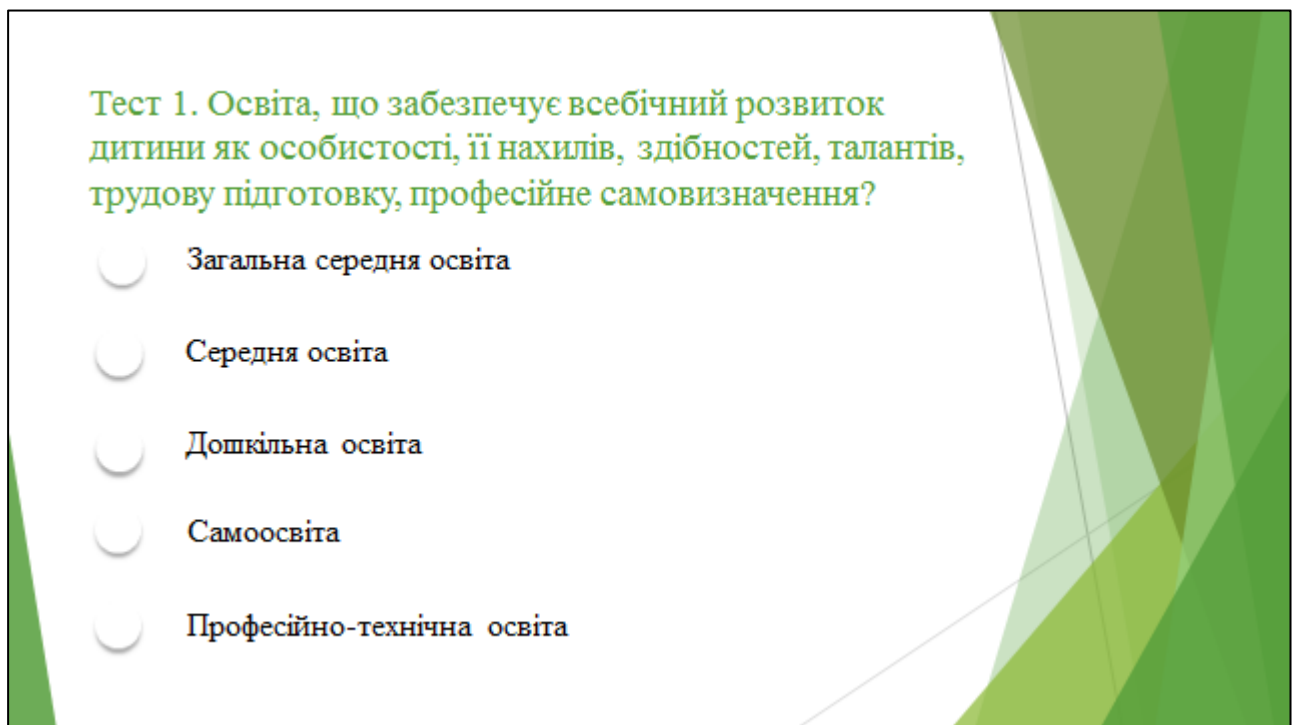 Тест 1. Освіта, що забезпечує всебічний розвиток
дитини як особистості, її нахилів, здібностей, талантів,
трудову підготовку, професійне самовизначення?
Загальна середня освіта
Середня освіта
Дошкільна освіта
Самоосвіта
Професійно-технічна освіта